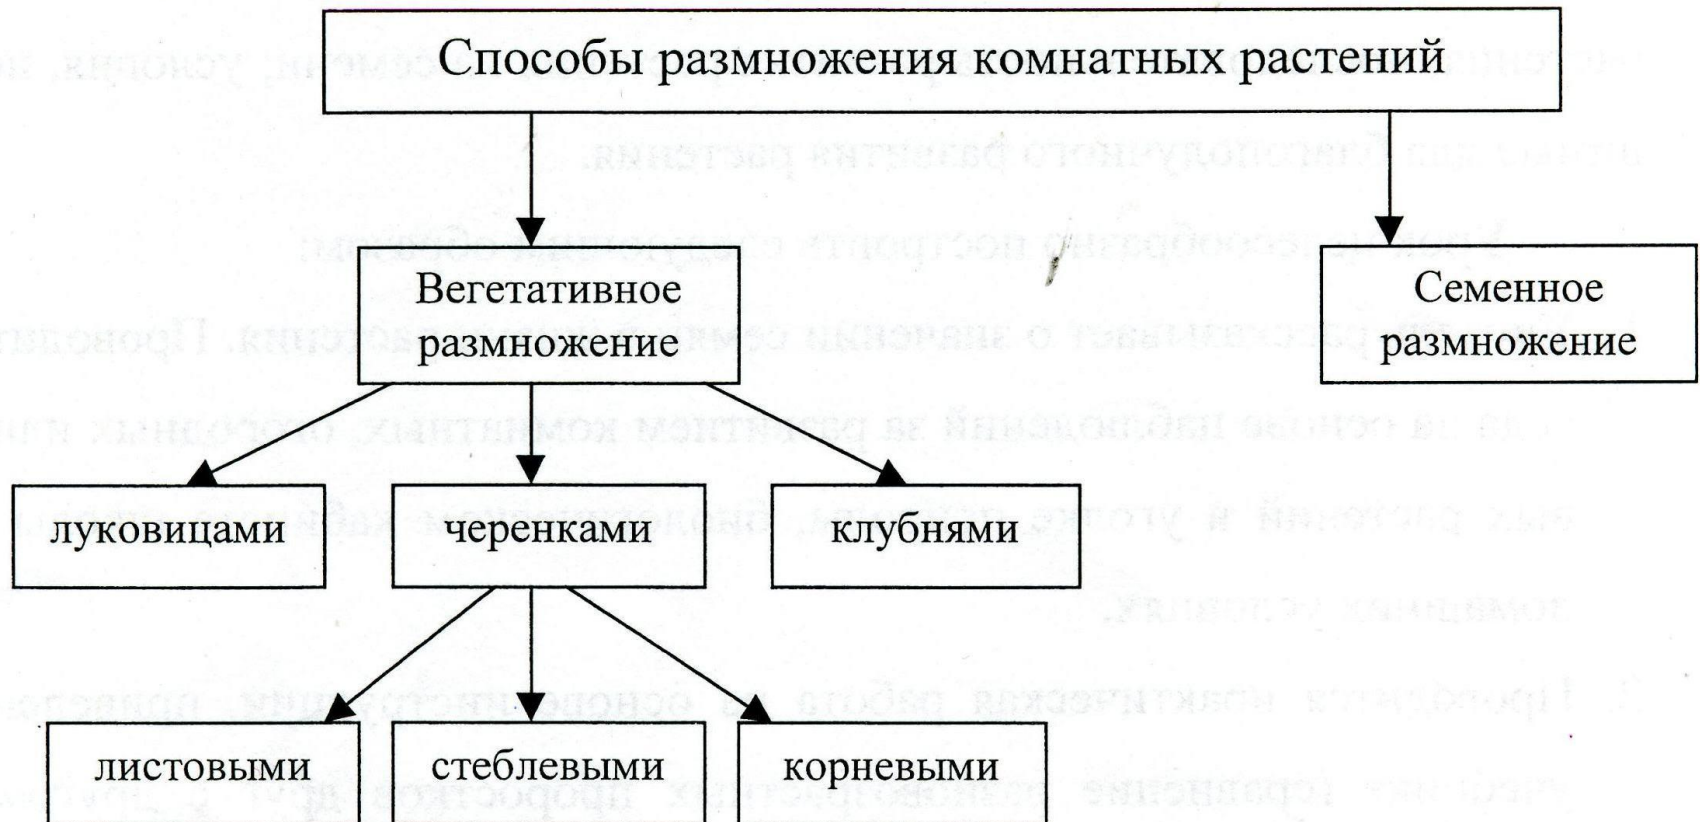 Способы размножения комнатных растений
Вегетативное
размножение
Семенное
размножение
луковицами
черенками
клубнями
листовыми
стеблевыми
корневыми